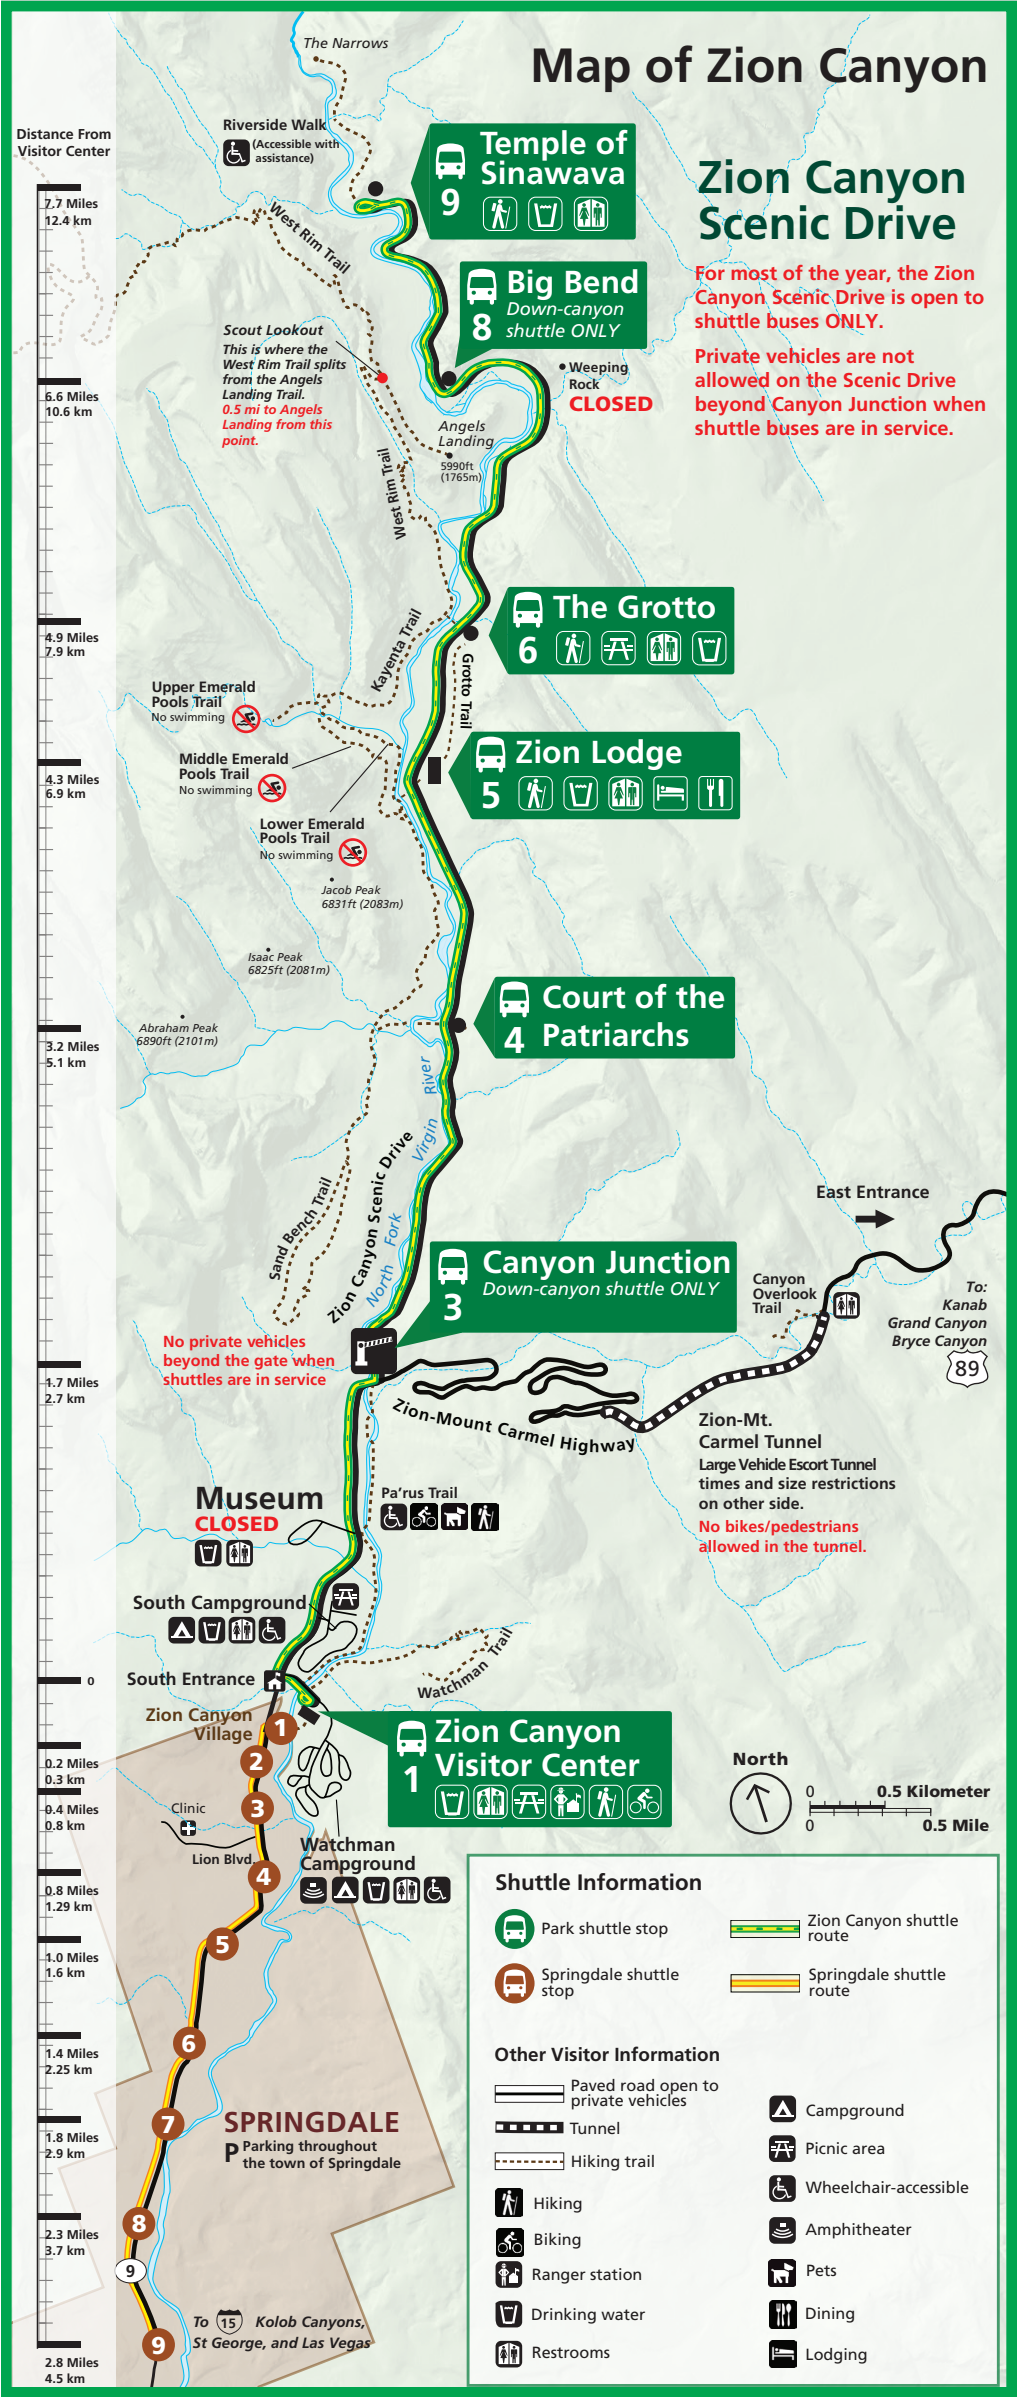 Map of Zion Canyon
The Narrows
Distance From
Visitor Center
Riverside Walk
(Accessible with
assistance)
Temple of
Sinawava
9
Zion Canyon
Scenic Drive
For most of the year, the Zion
Canyon Scenic Drive is open to
shuttle buses ONLY.
Private vehicles are not
allowed on the Scenic Drive
beyond Canyon Junction when
shuttle buses are in service.
7.7 Miles
12.4 km
West Rim Trail
Big Bend
Down-canyon
shuttle ONLY
8
Scout Lookout
This is where the
West Rim Trail splits
from the Angels
Landing Trail.
0.5 mi to Angels
Landing from this
point.
Weeping
Rock
CLOSED
6.6 Miles
10.6 km
Angels
Landing
5990ft
(1765m)
West Rim Trail
The Grotto
6
4.9 Miles
7.9 km
Kayenta Trail
Grotto Trail
Upper Emerald
Pools Trail
No swimming
Middle Emerald
Pools Trail
No swimming
Zion Lodge
5
4.3 Miles
6.9 km
Lower Emerald
Pools Trail
No swimming
Jacob Peak
6831ft (2083m)
Isaac Peak
6825ft (2081m)
Abraham Peak
6890ft (2101m)
Court of the
Patriarchs
4
3.2 Miles
5.1 km
North Fork Virgin River
Zion Canyon Scenic Drive
Sand Bench Trail
East Entrance
Canyon Junction
Down-canyon shuttle ONLY
3
Canyon
Overlook
Trail
To:
Kanab
Grand Canyon
Bryce Canyon
89
No private vehicles
beyond the gate when
shuttles are in service
1.7 Miles
2.7 km
Zion-Mount Carmel Highway
Zion-Mt.
Carmel Tunnel
Large Vehicle Escort Tunnel
times and size restrictions
on other side.
No bikes/pedestrians
allowed in the tunnel.
Museum
CLOSED
Pa'rus Trail
South Campground
Watchman Trail
South Entrance
0
Zion Canyon
Village
Zion Canyon
Visitor Center
1
1
2
3
4
5
6
7
8
9
9
0.2 Miles
0.3 km
0.4 Miles
0.8 km
Clinic
Lion Blvd.
Watchman
Campground
North
0
0.5 Kilometer
0
0.5 Mile
0.8 Miles
1.29 km
1.0 Miles
1.6 km
1.4 Miles
2.25 km
1.8 Miles
2.9 km
2.3 Miles
3.7 km
2.8 Miles
4.5 km
SPRINGDALE
P Parking throughout
the town of Springdale
To 15 Kolob Canyons,
St George, and Las Vegas
Shuttle Information
Park shuttle stop
Zion Canyon shuttle
route
Springdale shuttle
stop
Springdale shuttle
route
Other Visitor Information
Paved road open to
private vehicles
Tunnel
Hiking trail
Hiking
Biking
Ranger station
Drinking water
Restrooms
Campground
Picnic area
Wheelchair-accessible
Amphitheater
Pets
Dining
Lodging